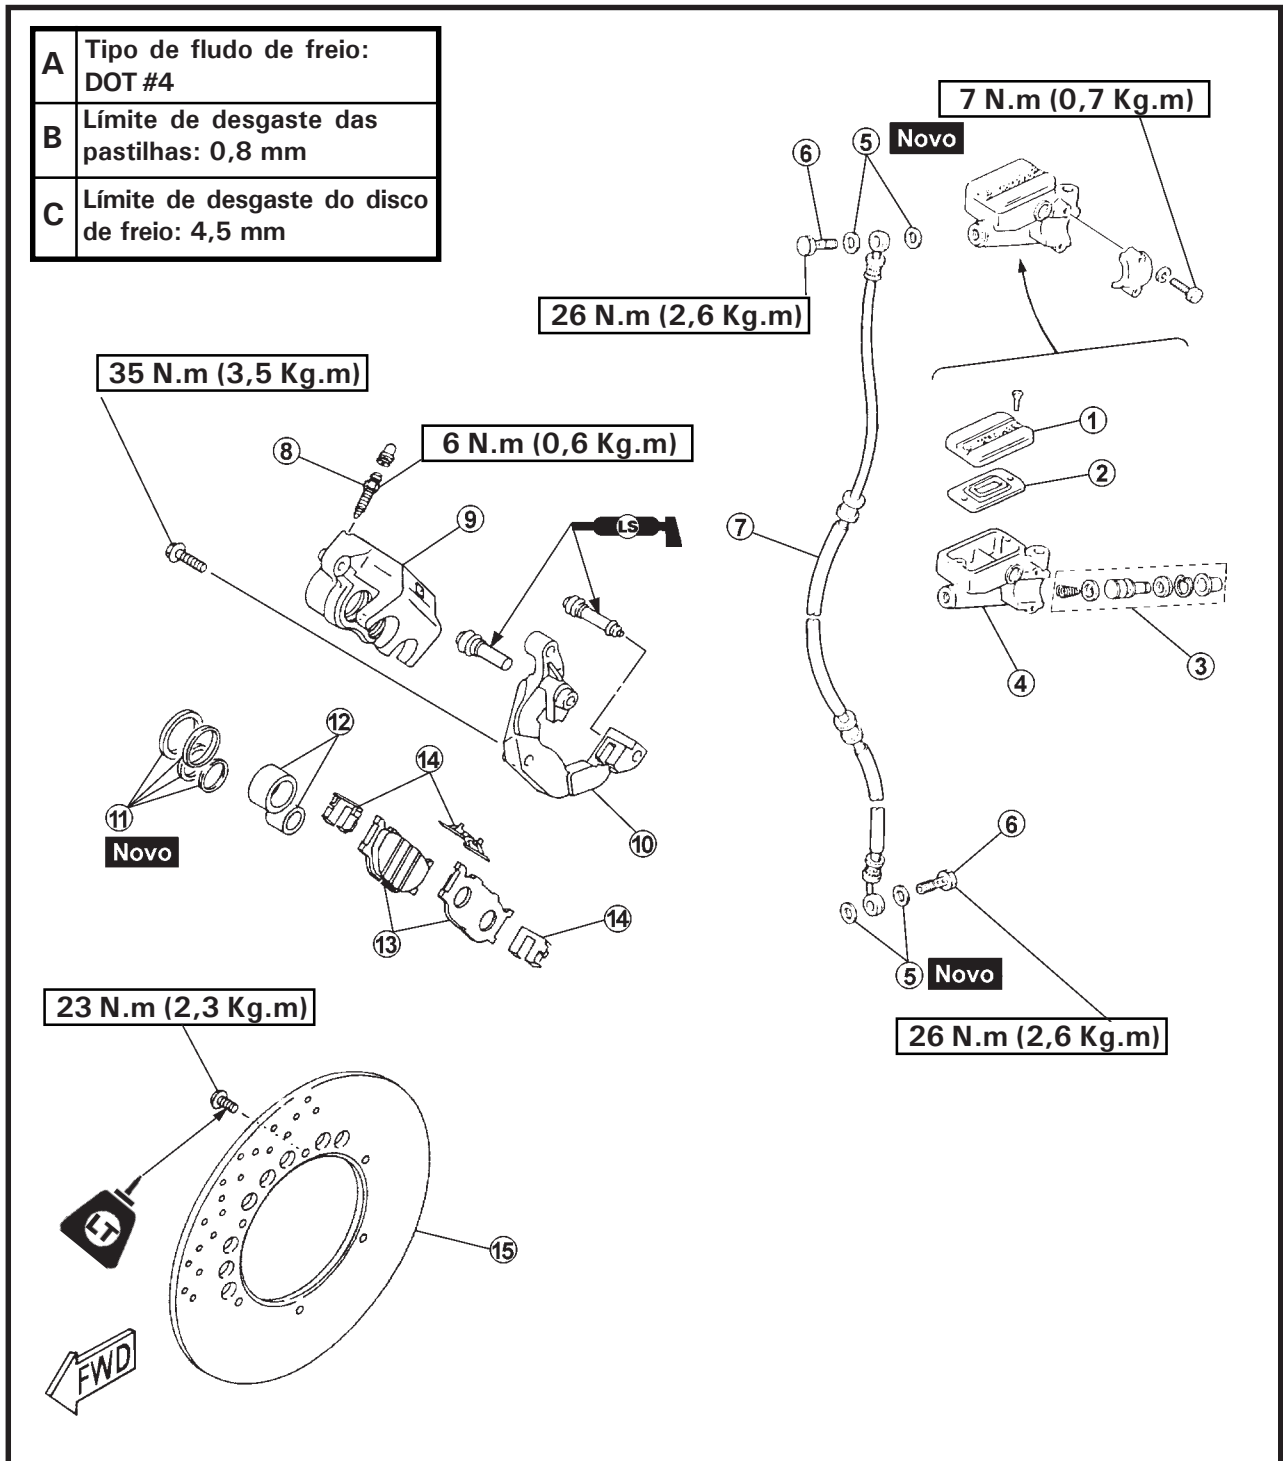 A
Tipo de fludo de freio:
DOT #4
B
Límite de desgaste das
pastilhas: 0,8 mm
C
Límite de desgaste do disco
de freio: 4,5 mm
7 N.m (0,7 Kg.m)
6
5
Novo
26 N.m (2,6 Kg.m)
35 N.m (3,5 Kg.m)
1
8
6 N.m (0,6 Kg.m)
2
9
LS
7
3
4
12
14
11
10
Novo
6
13
14
5
Novo
23 N.m (2,3 Kg.m)
26 N.m (2,6 Kg.m)
LT
15
FWD